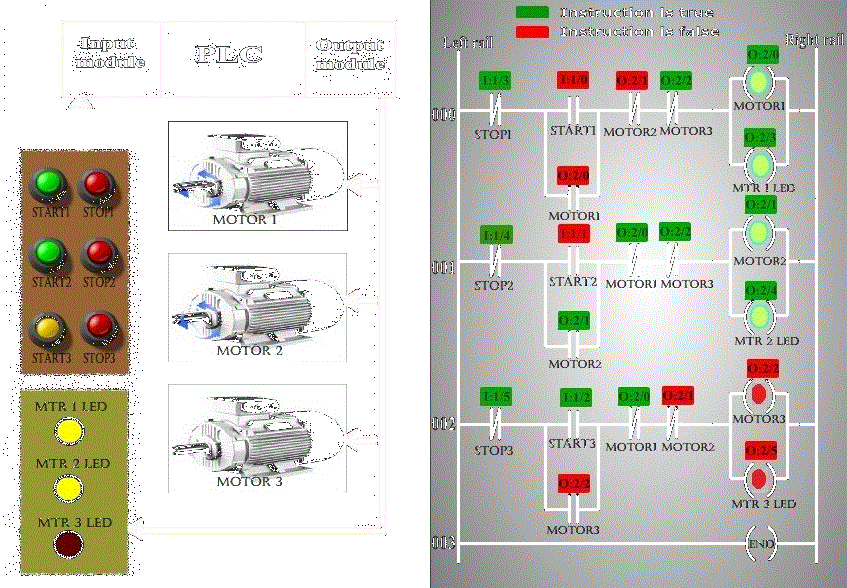 Input
module
PLC
Output
module
START1 STOP1
START2 STOP2
START3 STOP3
MTR 1 LED
MTR 2 LED
MTR 3 LED
MOTOR 1
MOTOR 2
MOTOR 3
Instruction is true
Instruction is false
Left rail
Right rail
O:2/0
I:1/3 I:1/0 O:2/1 O:2/2
MOTOR1
010
STOP1 START1 MOTOR2 MOTOR3
O:2/3
O:2/0
MTR 1 LED
MOTOR1
O:2/1
I:1/4 I:1/1 O:2/0 O:2/2
MOTOR2
011
STOP2 START2 MOTOR1 MOTOR3
O:2/4
O:2/1
MTR 2 LED
MOTOR2
O:2/2
I:1/5 I:1/2 O:2/0 O:2/1
MOTOR3
012
STOP3 START3 MOTOR1 MOTOR2
O:2/5
O:2/2
MTR 3 LED
MOTOR3
013
END